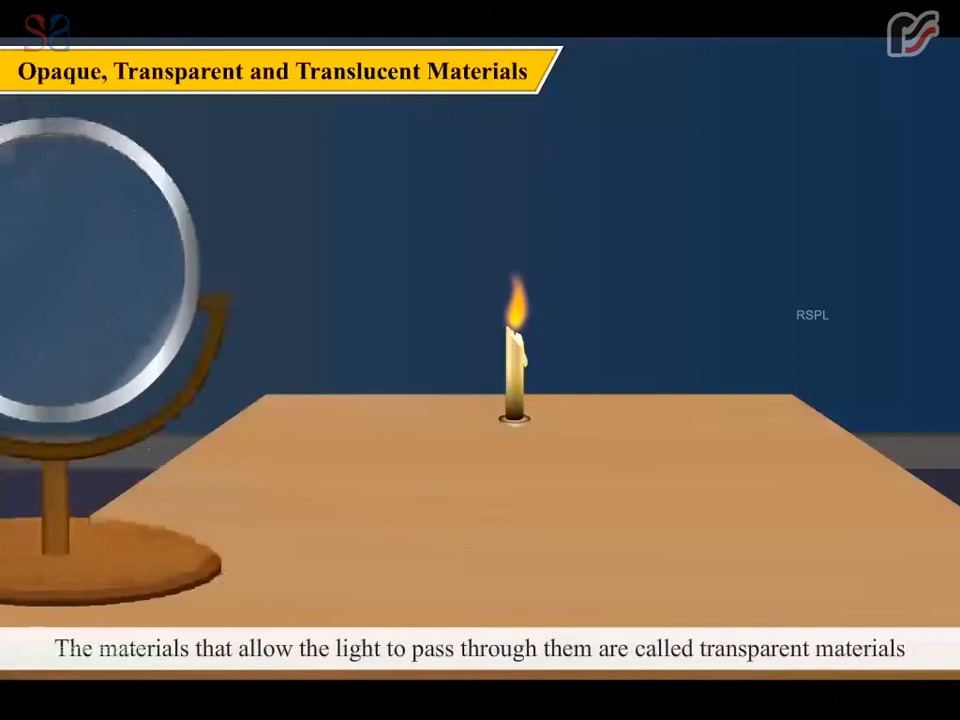 Opaque, Transparent and Translucent Materials
RSPL
The materials that allow the light to pass through them are called transparent materials